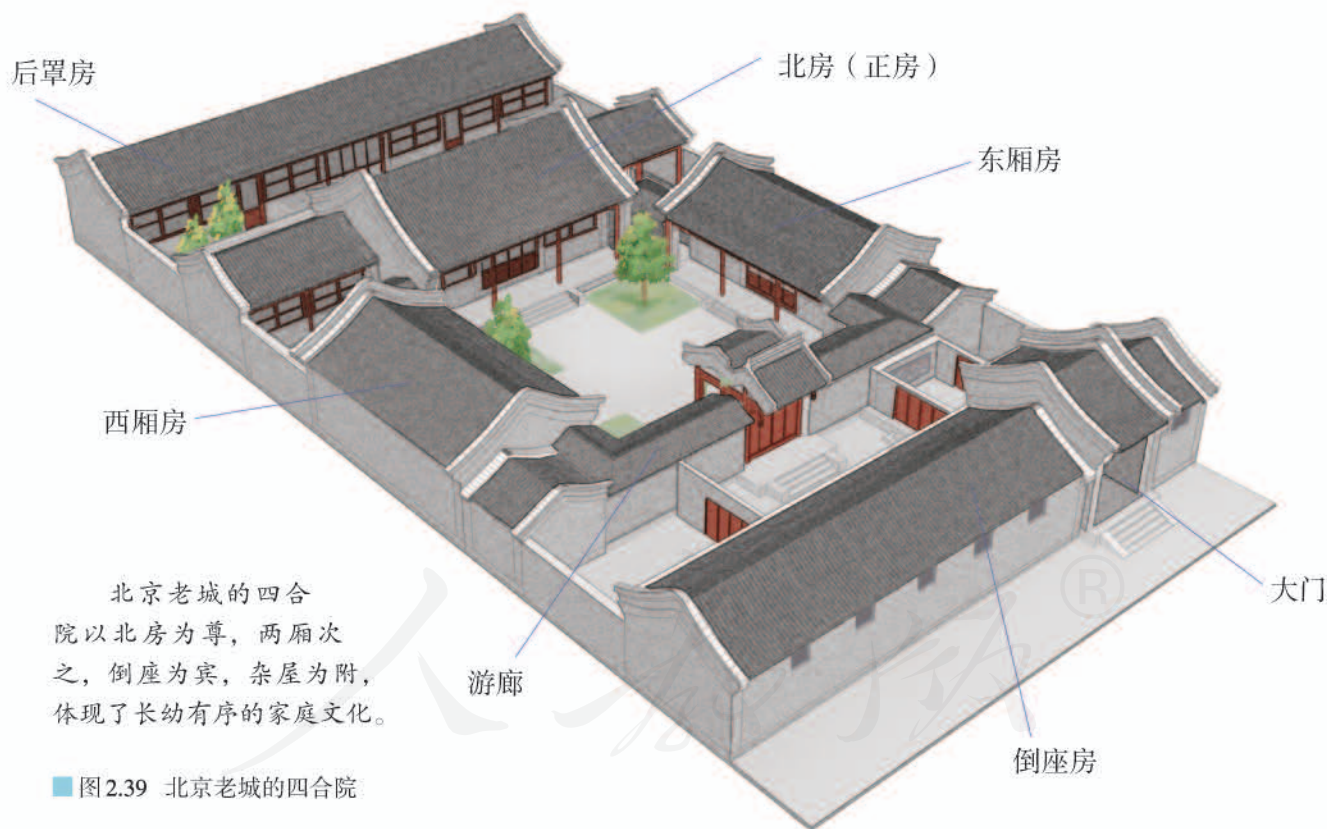 后罩房
北房（正房）
东厢房
西厢房
游廊
大门
倒座房
北京老城的四合
院以北房为尊，两厢次
之，倒座为宾，杂屋为附，
体现了长幼有序的家庭文化。
图2.39 北京老城的四合院
人教版®